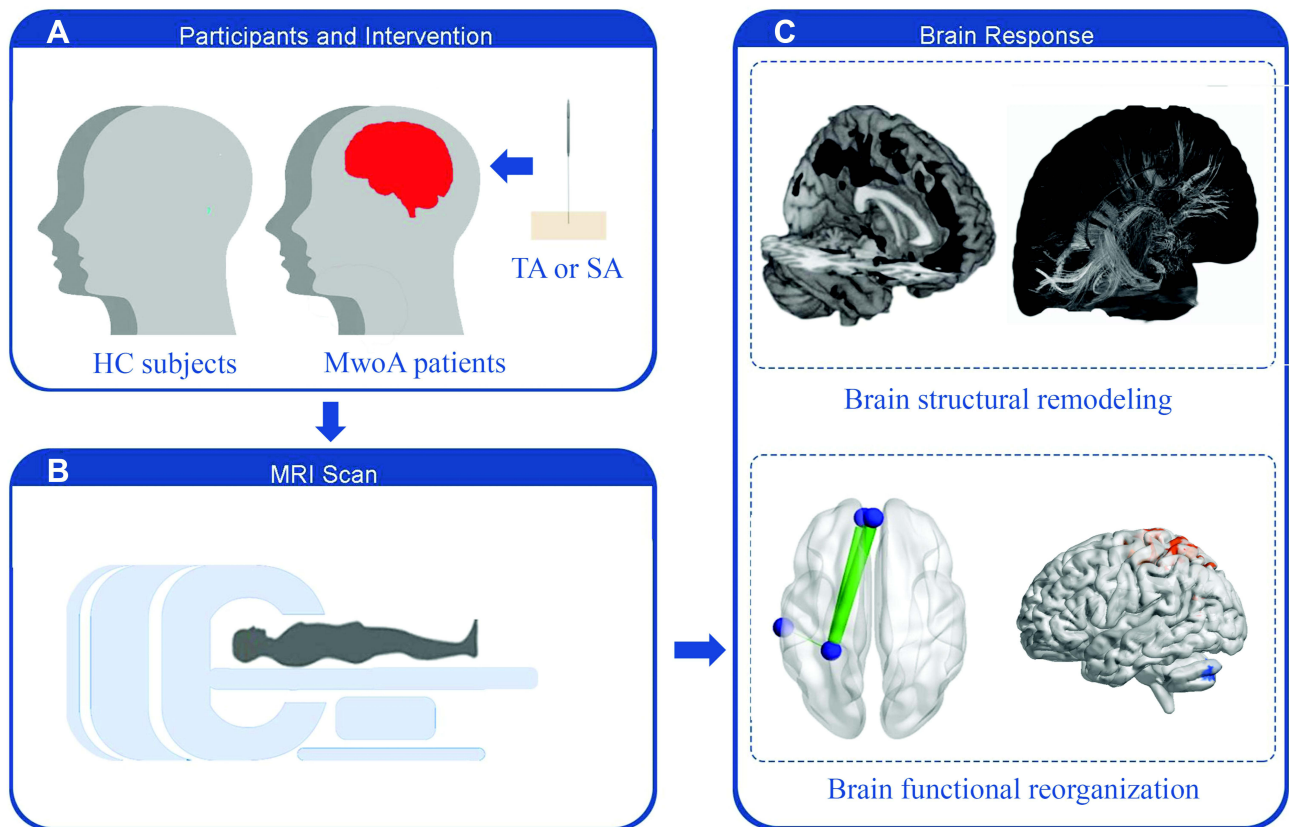 A
Participants and Intervention
TA or SA
HC subjects
MwoA patients
B
MRI Scan
C
Brain Response
Brain structural remodeling
Brain functional reorganization